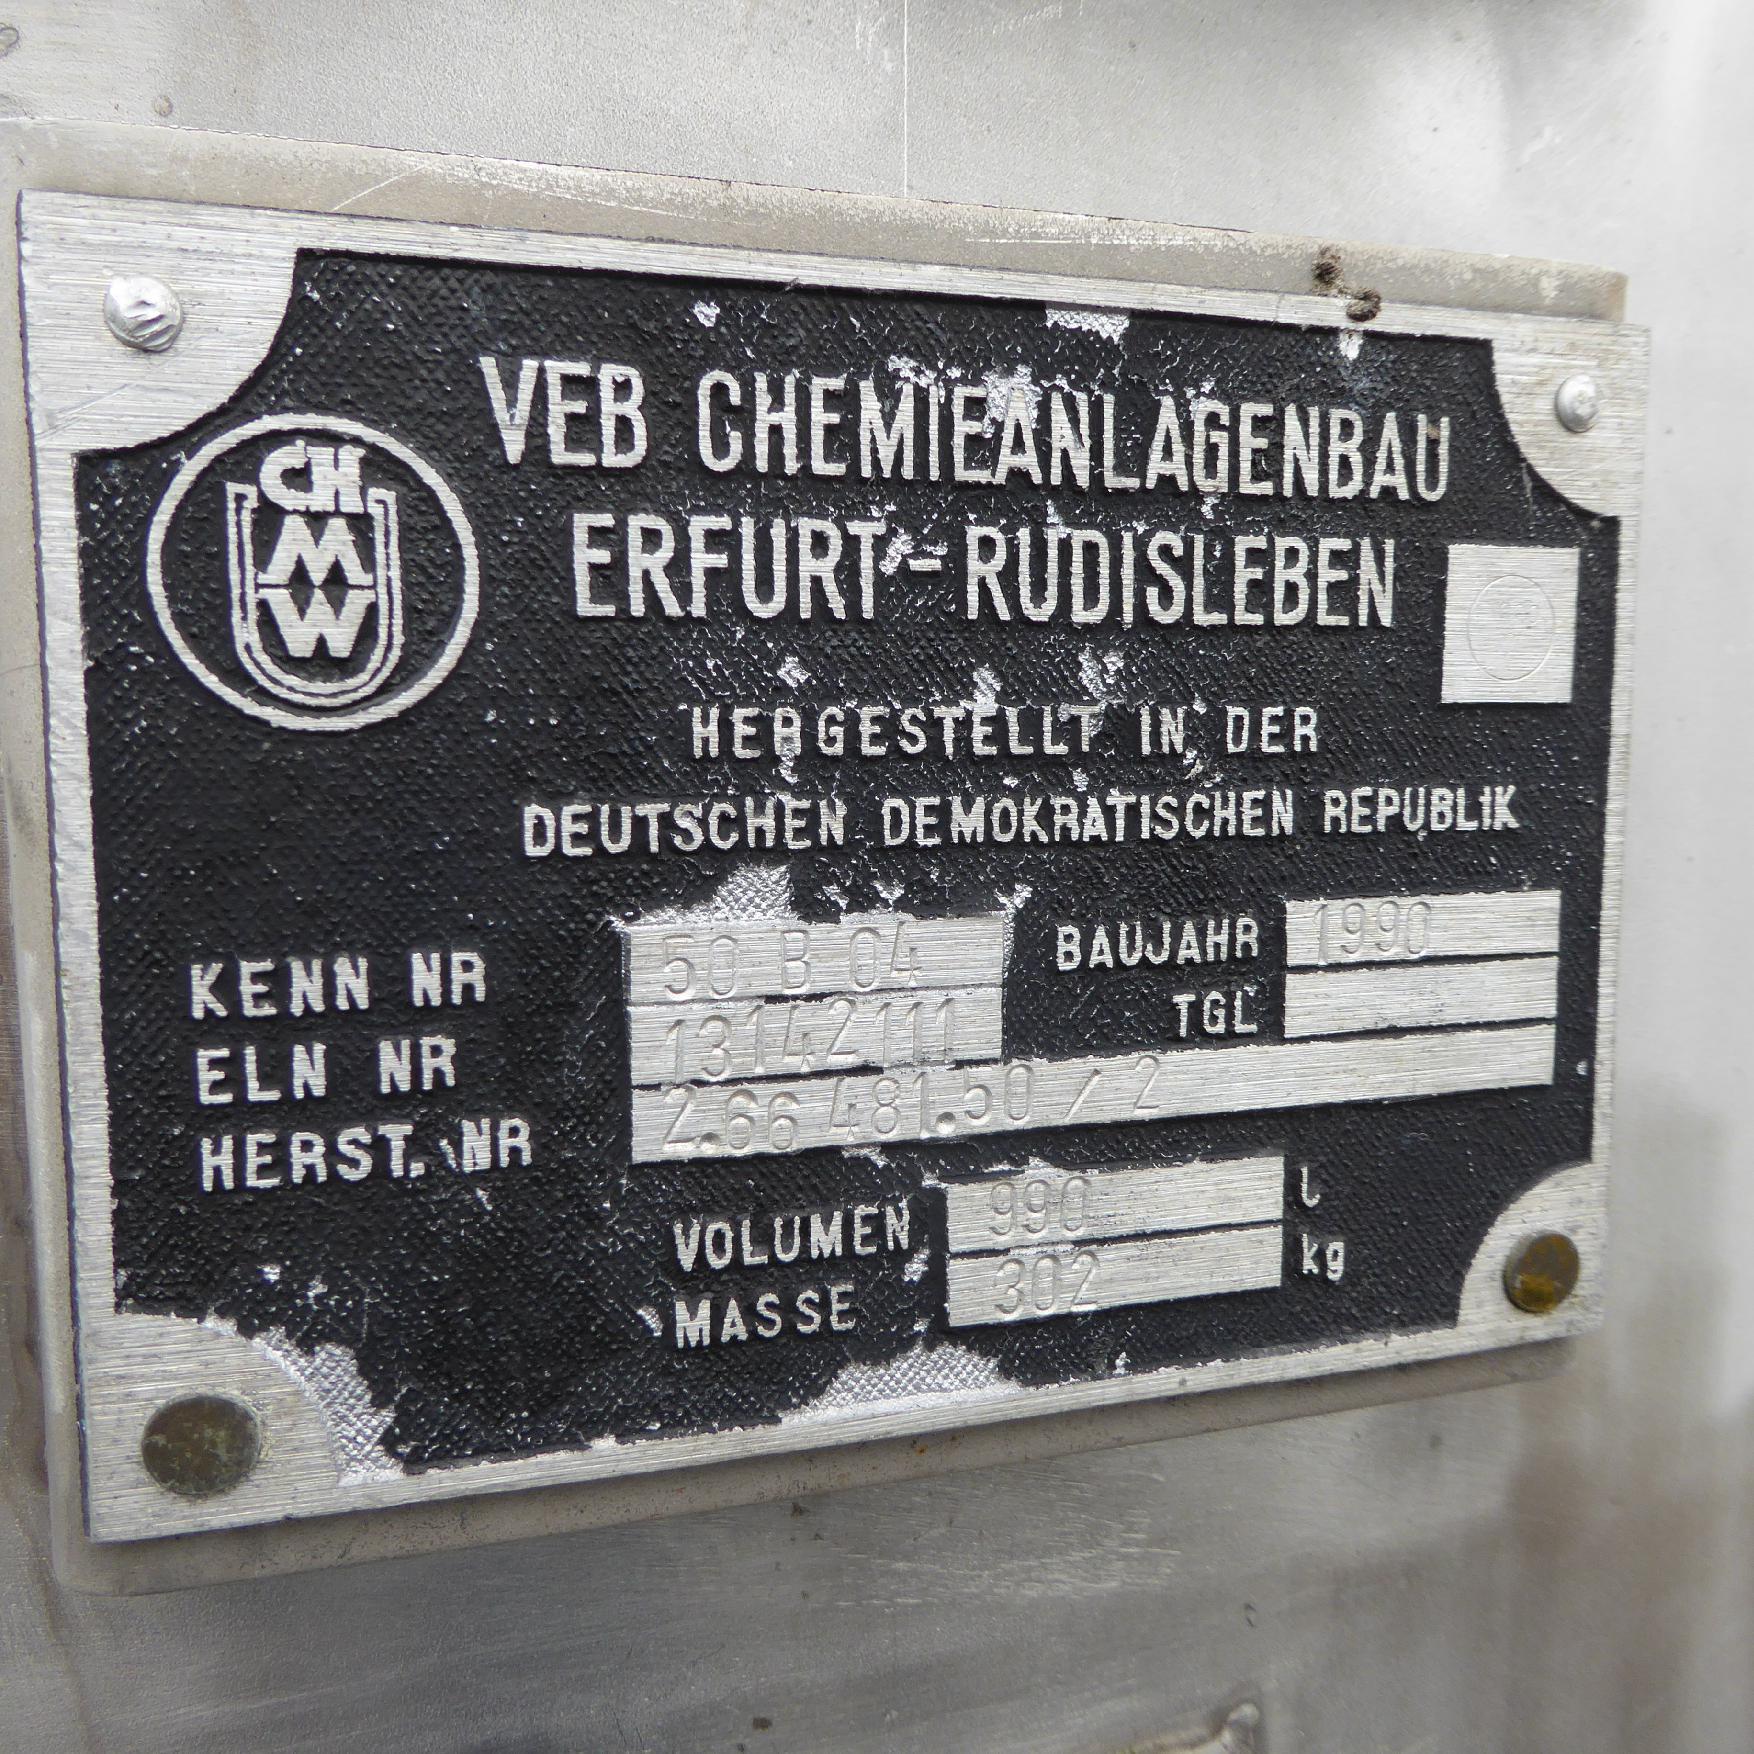 CH
M
W
VEB CHEMIEANLAGENBAU
ERFURT-RUDISLEBEN
HERGESTELLT IN DER
DEUTSCHEN DEMOKRATISCHEN REPUBLIK
KENN NR 50 B 04
BAUJAHR 1990
ELN NR 13142111
TGL
HERST. NR 2.66 481.50 / 2
VOLUMEN 990 l
MASSE 302 kg